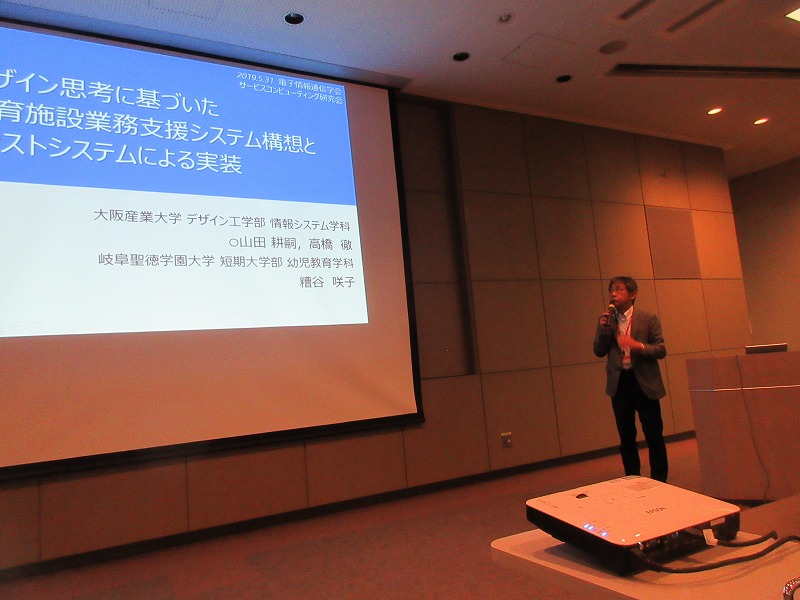 2019.5.31 電子情報通信学会
サービスコンピューティング研究会
ザイン思考に基づいた
育施設業務支援システム構想と
ストシステムによる実装
大阪産業大学 デザイン工学部 情報システム学科
○山田 耕嗣, 高橋 徹
岐阜聖徳学園大学 短期大学部 幼児教育学科
糟谷 咲子
EPSON